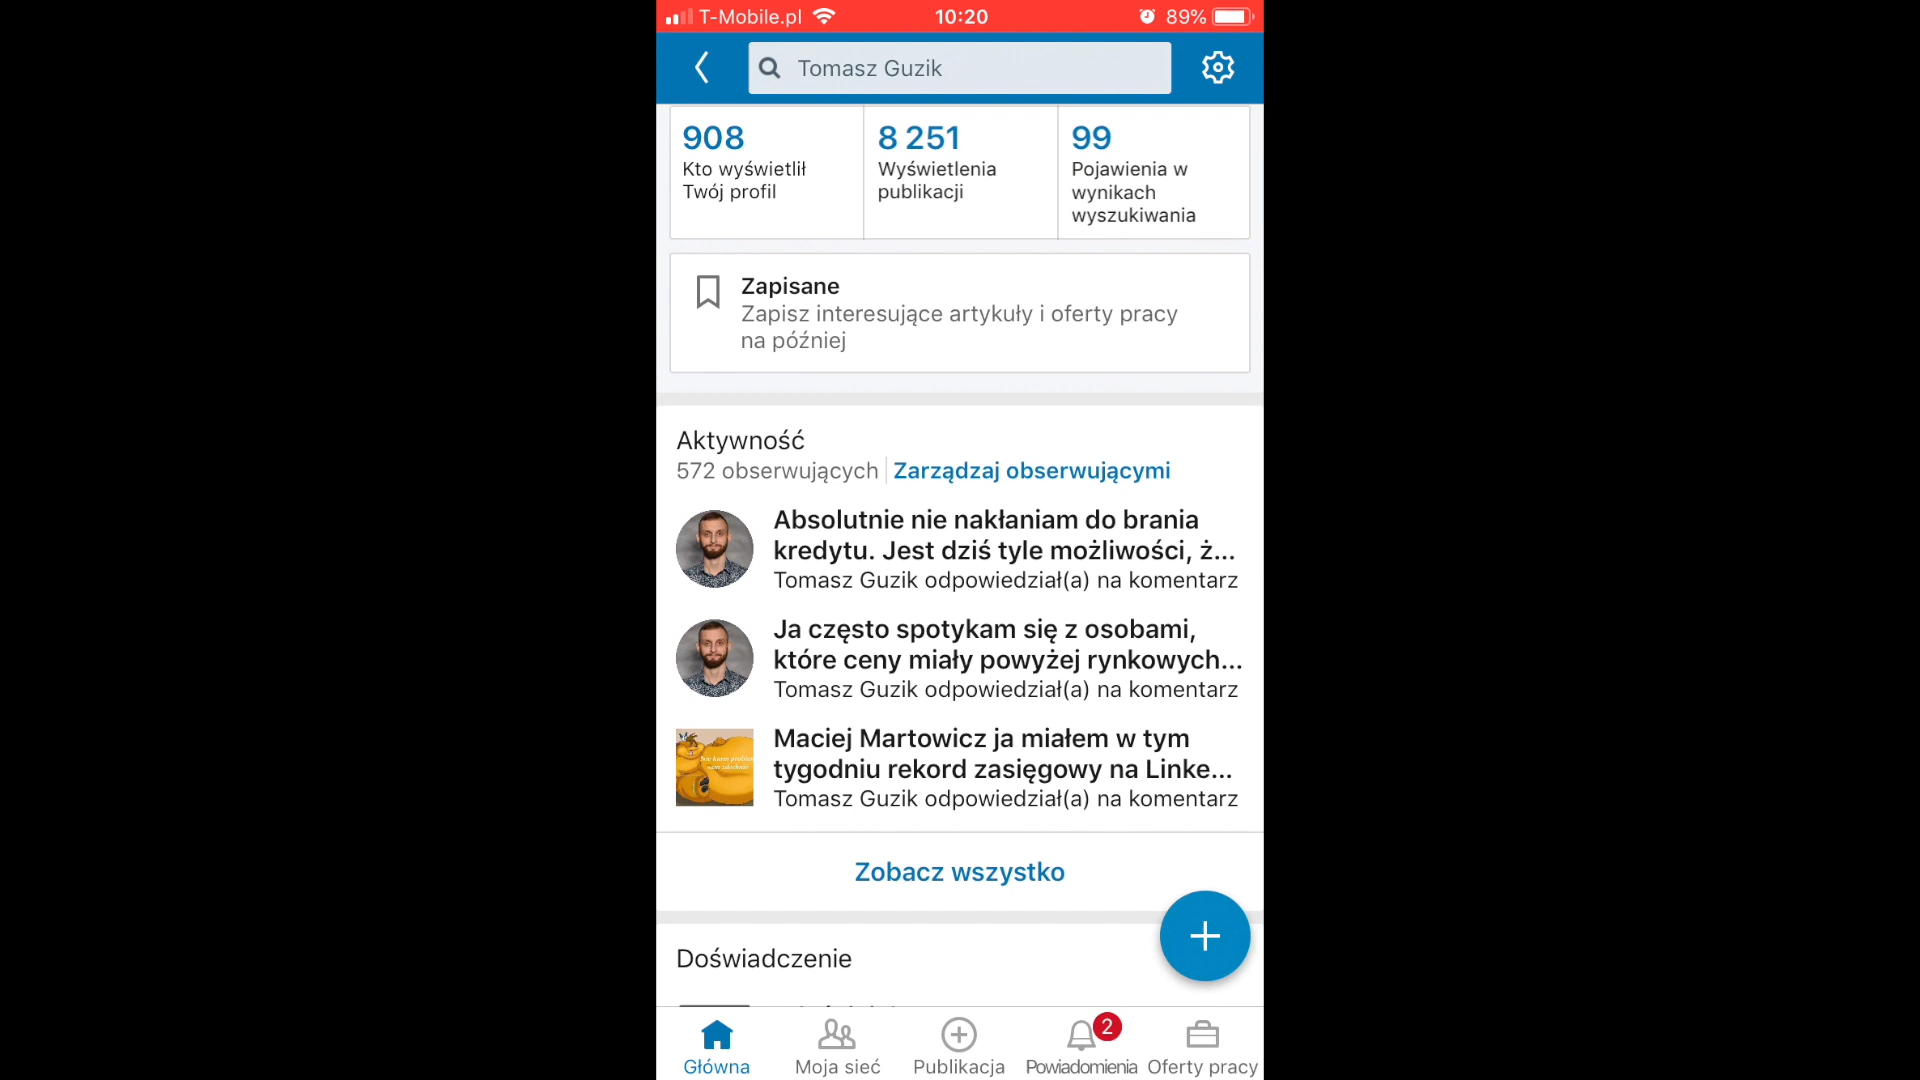 T-Mobile.pl 10:20 89%
Tomasz Guzik
908 8 251 99
Kto wyświetlił Wyświetlenia Pojawienia w
Twój profil publikacji wynikach
wyszukiwania
Zapisane
Zapisz interesujące artykuły i oferty pracy
na później
Aktywność
572 obserwujących Zarządzaj obserwującymi
Absolutnie nie nakłaniam do brania
kredytu. Jest dziś tyle możliwości, ż...
Tomasz Guzik odpowiedział(a) na komentarz
Ja często spotykam się z osobami,
które ceny miały powyżej rynkowych...
Tomasz Guzik odpowiedział(a) na komentarz
Maciej Martowicz ja miałem w tym
tygodniu rekord zasięgowy na Linke...
Tomasz Guzik odpowiedział(a) na komentarz
Zobacz wszystko
Doświadczenie
2
Główna Moja sieć Publikacja Powiadomienia Oferty pracy